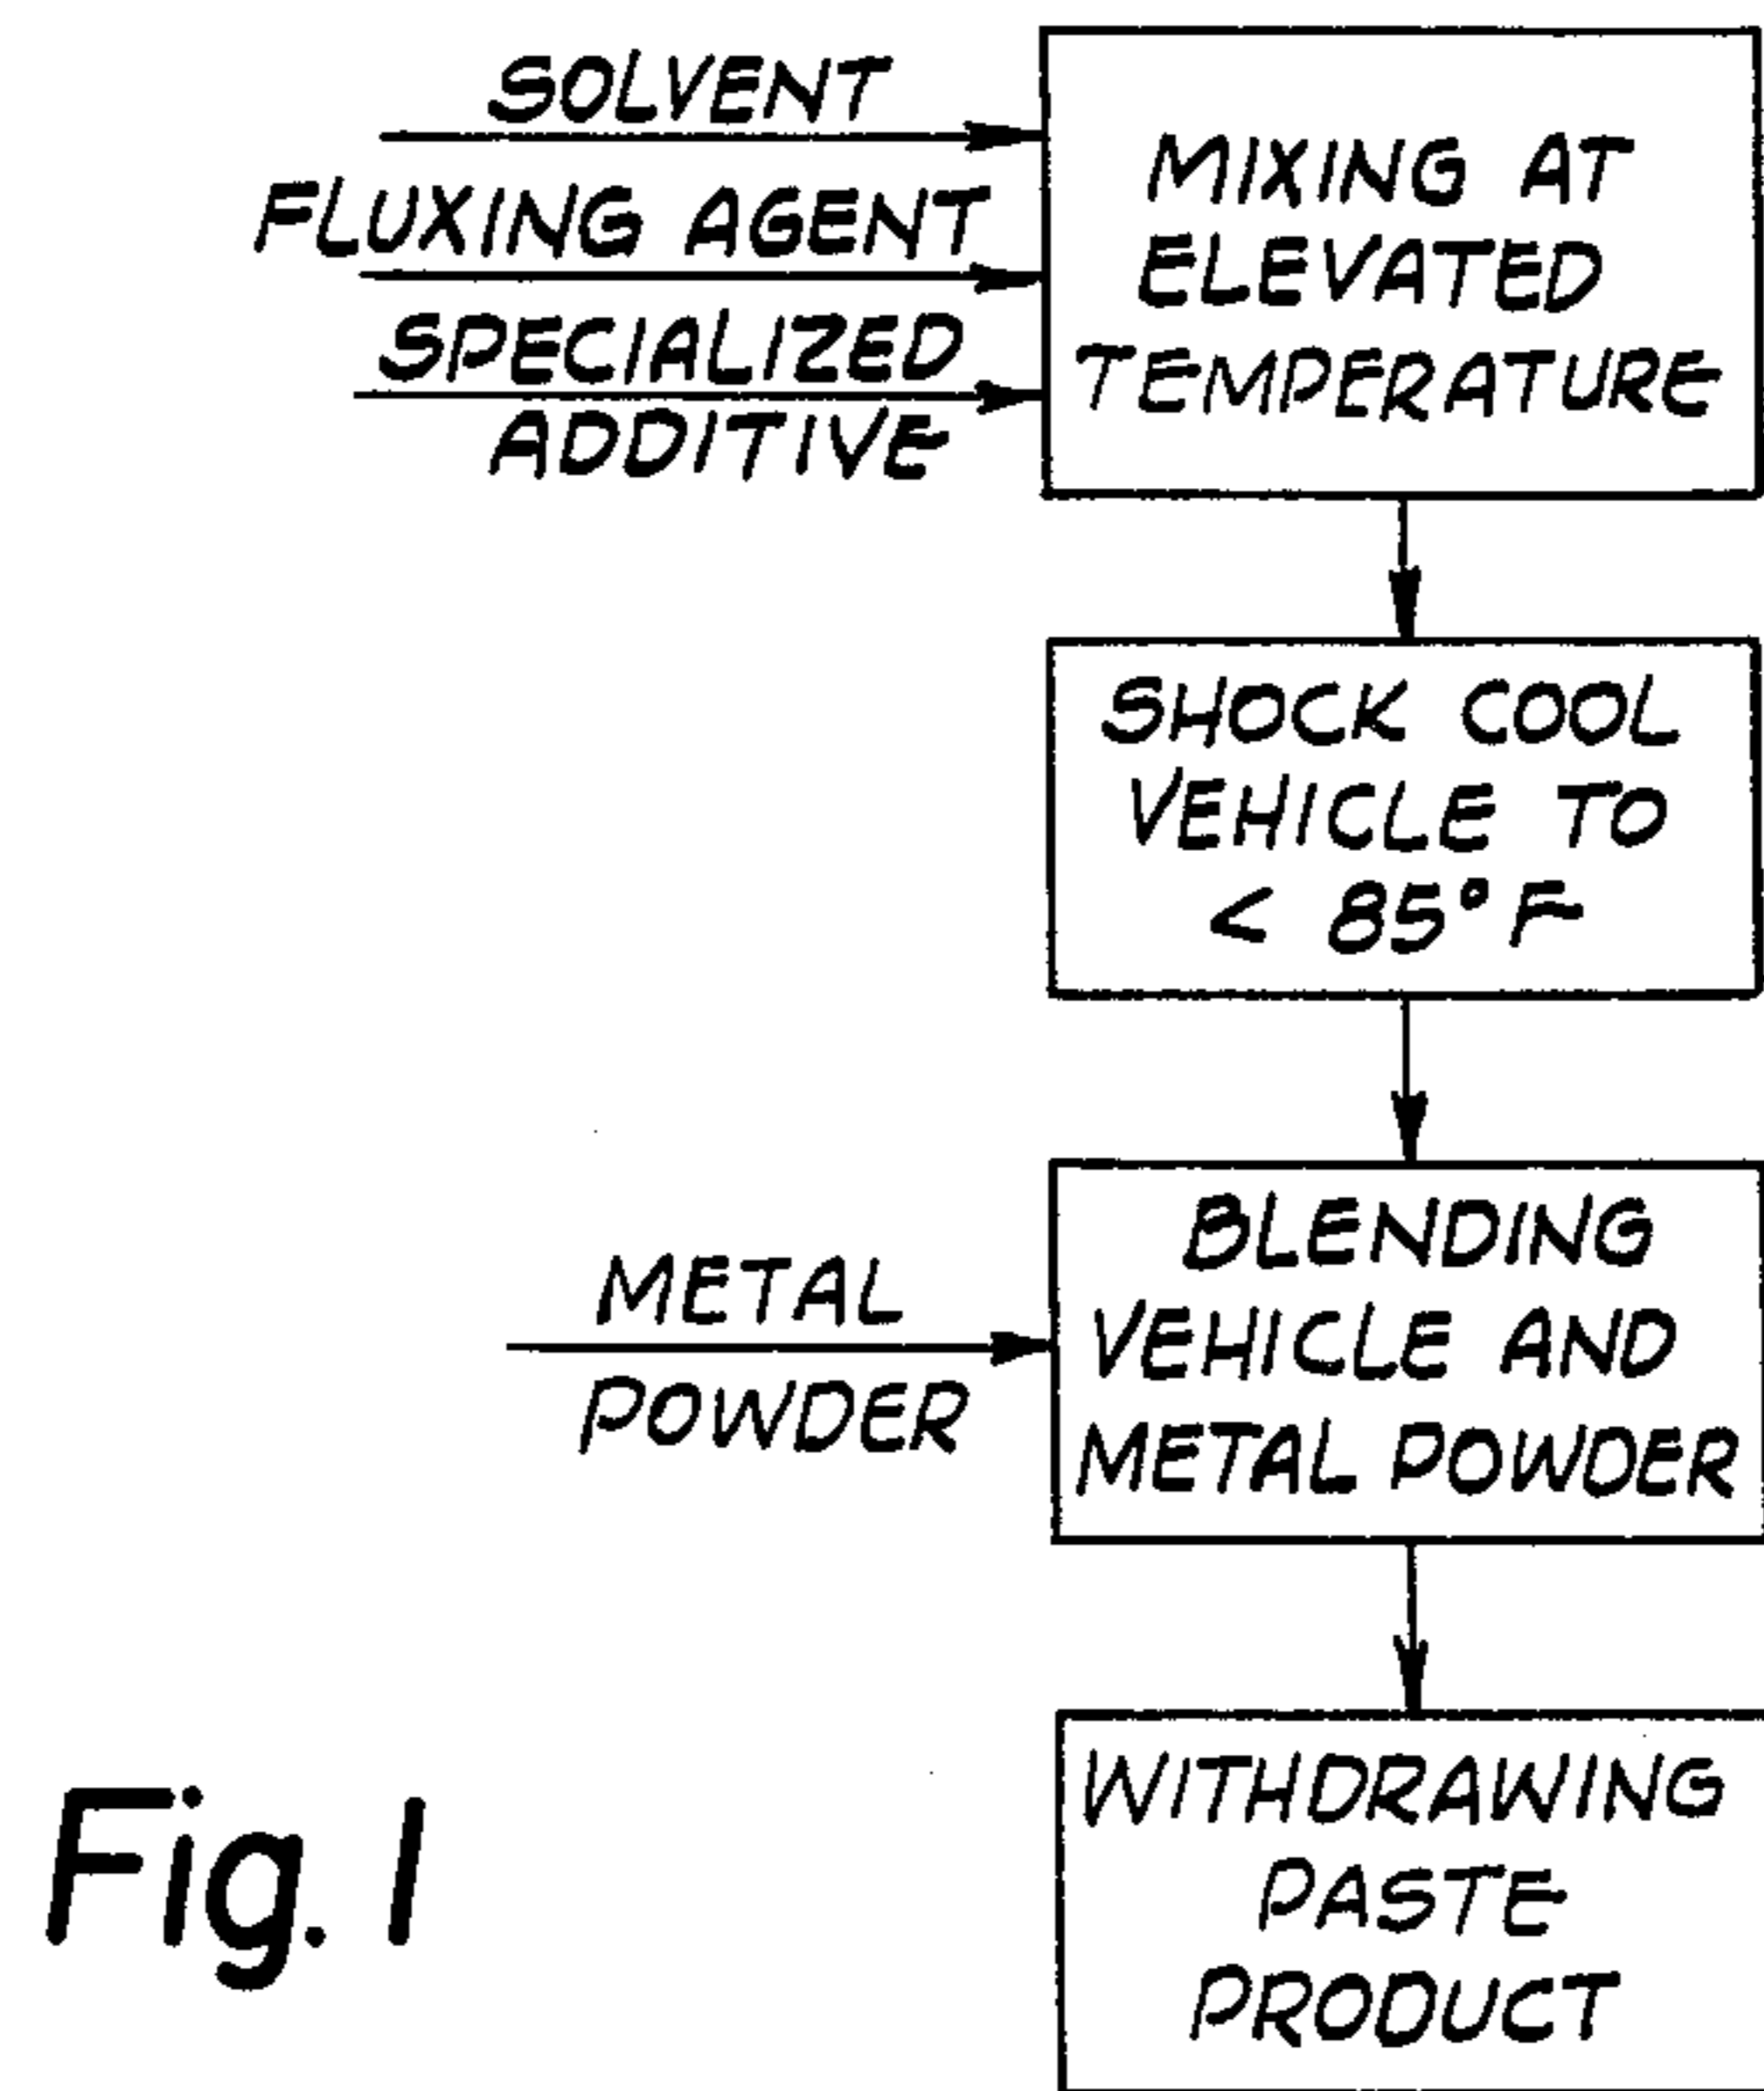 SOLVENT
FLUXING AGENT
SPECIALIZED
ADDITIVE
MIXING AT
ELEVATED
TEMPERATURE
SHOCK COOL
VEHICLE TO
< 85° F
METAL
POWDER
BLENDING
VEHICLE AND
METAL POWDER
WITHDRAWING
PASTE
PRODUCT
Fig. 1